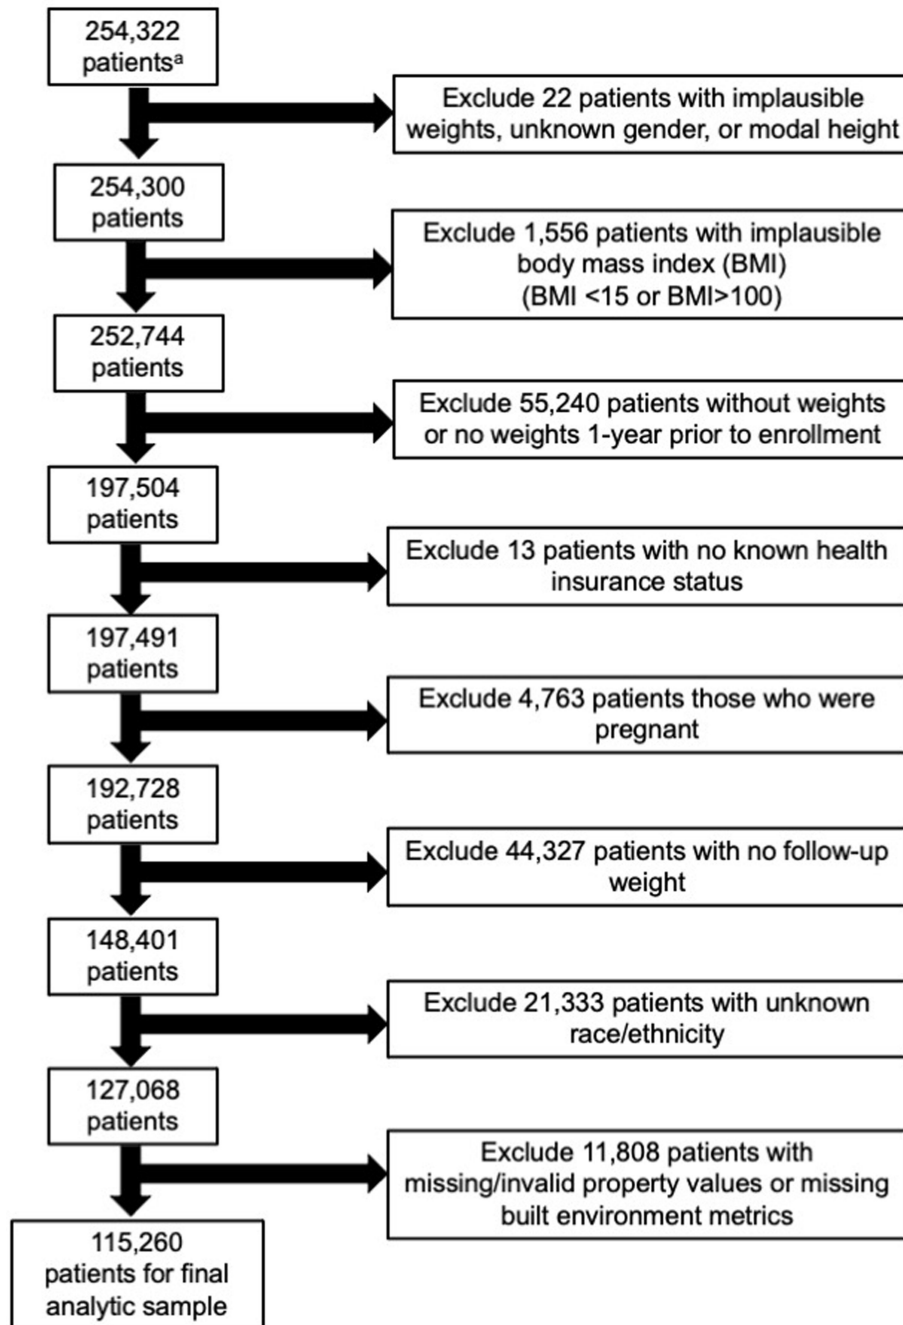 254,322
patientsᵃ
Exclude 22 patients with implausible
weights, unknown gender, or modal height
254,300
patients
Exclude 1,556 patients with implausible
body mass index (BMI)
(BMI <15 or BMI>100)
252,744
patients
Exclude 55,240 patients without weights
or no weights 1-year prior to enrollment
197,504
patients
Exclude 13 patients with no known health
insurance status
197,491
patients
Exclude 4,763 patients those who were
pregnant
192,728
patients
Exclude 44,327 patients with no follow-up
weight
148,401
patients
Exclude 21,333 patients with unknown
race/ethnicity
127,068
patients
Exclude 11,808 patients with
missing/invalid property values or missing
built environment metrics
115,260
patients for final
analytic sample